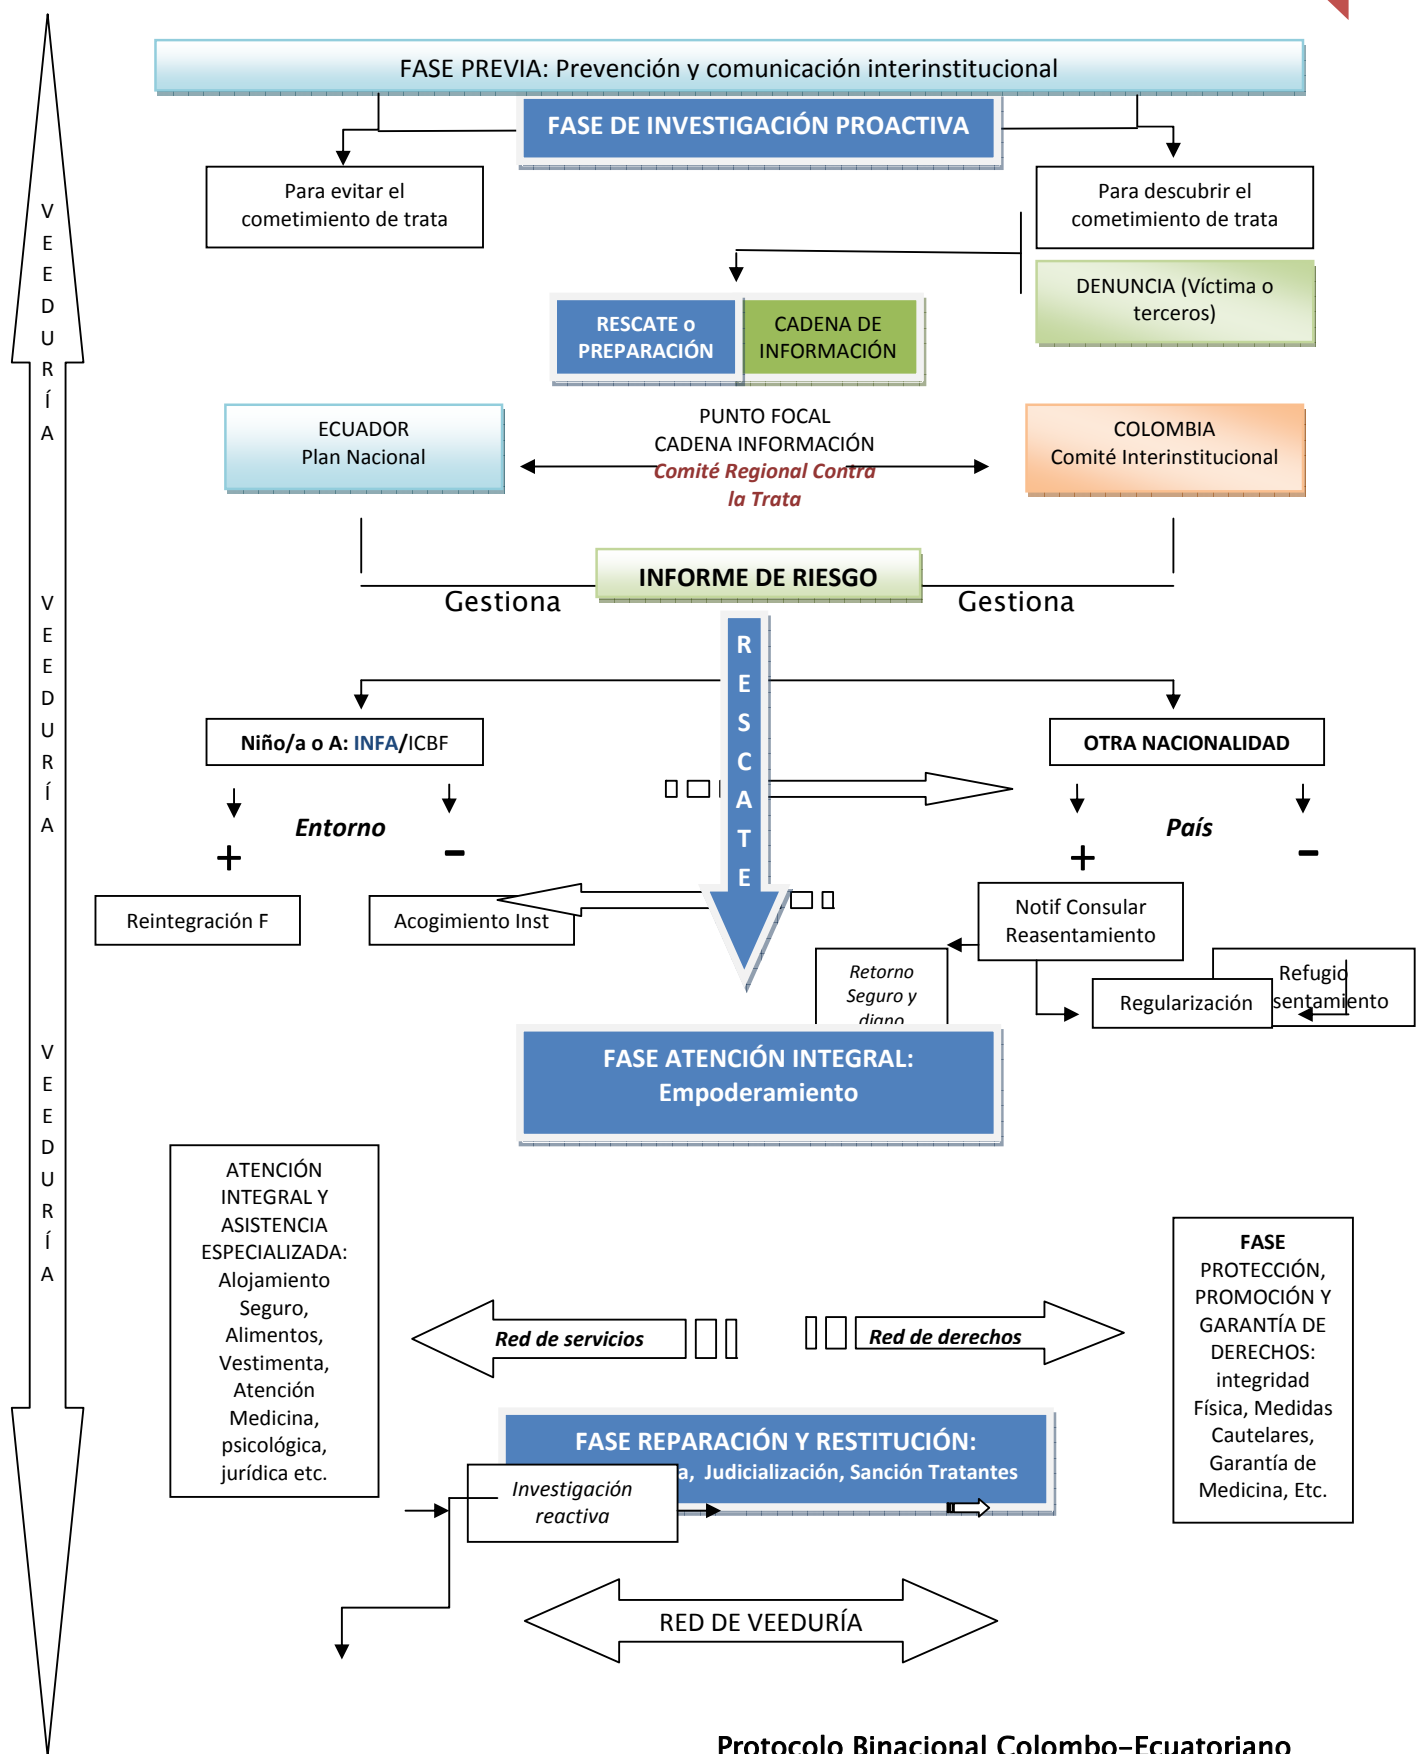 FASE PREVIA: Prevención y comunicación interinstitucional
FASE DE INVESTIGACIÓN PROACTIVA
Para evitar el
cometimiento de trata
Para descubrir el
cometimiento de trata
DENUNCIA (Víctima o
terceros)
RESCATE o
PREPARACIÓN
CADENA DE
INFORMACIÓN
ECUADOR
Plan Nacional
PUNTO FOCAL
CADENA INFORMACIÓN
Comité Regional Contra
la Trata
COLOMBIA
Comité Interinstitucional
INFORME DE RIESGO
Gestiona
Gestiona
RESCATE
Niño/a o A: INFA/ICBF
OTRA NACIONALIDAD
Entorno
+
-
País
+
-
Reintegración F
Acogimiento Inst
Notif Consular
Reasentamiento
Retorno
Seguro y
digno
Regularización
Refugio
sentamiento
FASE ATENCIÓN INTEGRAL:
Empoderamiento
ATENCIÓN
INTEGRAL Y
ASISTENCIA
ESPECIALIZADA:
Alojamiento
Seguro,
Alimentos,
Vestimenta,
Atención
Medicina,
psicológica,
jurídica etc.
Red de servicios
Red de derechos
FASE
PROTECCIÓN,
PROMOCIÓN Y
GARANTÍA DE
DERECHOS:
integridad
Física, Medidas
Cautelares,
Garantía de
Medicina, Etc.
FASE REPARACIÓN Y RESTITUCIÓN:
a, Judicialización, Sanción Tratantes
Investigación
reactiva
RED DE VEEDURÍA
VEEDURÍA
VEEDURÍA
VEEDURÍA
Protocolo Binacional Colombo-Ecuatoriano